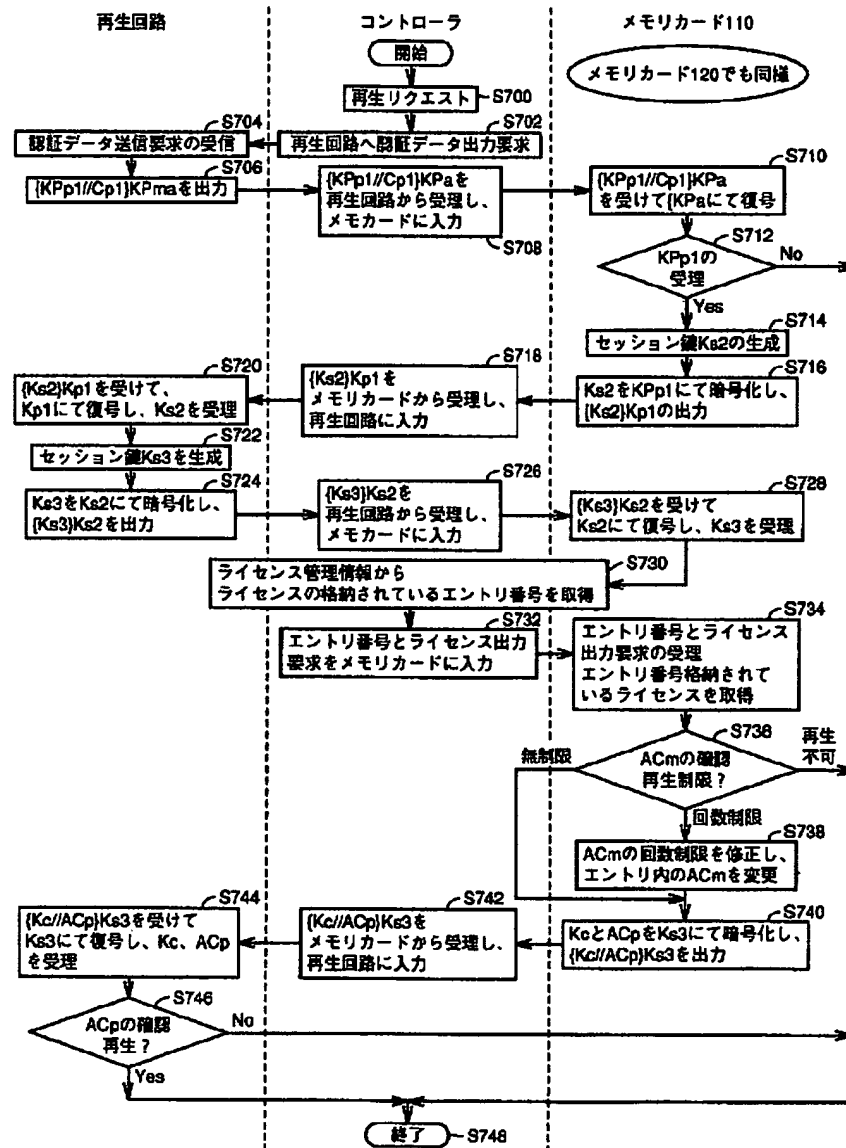 再生回路
コントローラ
メモリカード110
開始
メモリカード120でも同様
再生リクエスト
S700
S704
認証データ送信要求の受信
S702
再生回路へ認証データ出力要求
S706
{KPp1//Cp1}KPmaを出力
{KPp1//Cp1}KPaを
再生回路から受理し、
メモカードに入力
S708
S710
{KPp1//Cp1}KPa
を受けて{KPaにて復号
S712
KPp1の
受理
No
Yes
S714
セッション鍵Ks2の生成
S716
Ks2をKPp1にて暗号化し、
{Ks2}Kp1の出力
S718
{Ks2}Kp1を
メモリカードから受理し、
再生回路に入力
S720
{Ks2}Kp1を受けて、
Kp1にて復号し、Ks2を受理
S722
セッション鍵Ks3を生成
S724
Ks3をKs2にて暗号化し、
{Ks3}Ks2を出力
S726
{Ks3}Ks2を
再生回路から受理し、
メモカードに入力
S728
{Ks3}Ks2を受けて
Ks2にて復号し、Ks3を受理
S730
ライセンス管理情報から
ライセンスの格納されているエントリ番号を取得
S732
エントリ番号とライセンス出力
要求をメモリカードに入力
S734
エントリ番号とライセンス
出力要求の受理
エントリ番号格納されて
いるライセンスを取得
S736
ACmの確認
再生制限?
無制限
再生
不可
回数制限
S738
ACmの回数制限を修正し、
エントリ内のACmを変更
S740
KcとACpをKs3にて暗号化し、
{Kc//ACp}Ks3を出力
S742
{Kc//ACp}Ks3を
メモリカードから受理し、
再生回路に入力
S744
{Kc//ACp}Ks3を受けて
Ks3にて復号し、Kc、ACp
を受理
S746
ACpの確認
再生?
No
Yes
終了
S748